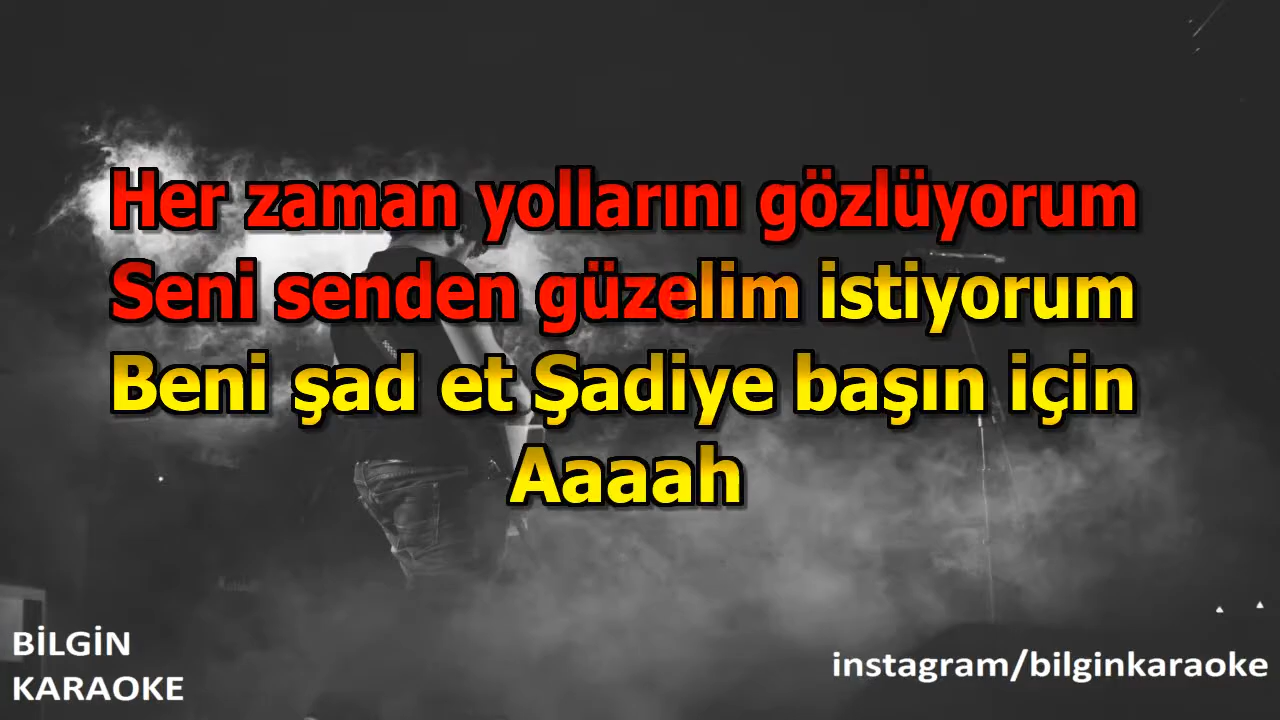 Her zaman yollarını gözlüyorum
Seni senden güzelim istiyorum
Beni şad et Şadiye başın için
Aaaah
BİLGİN
KARAOKE
instagram/bilginkaraoke